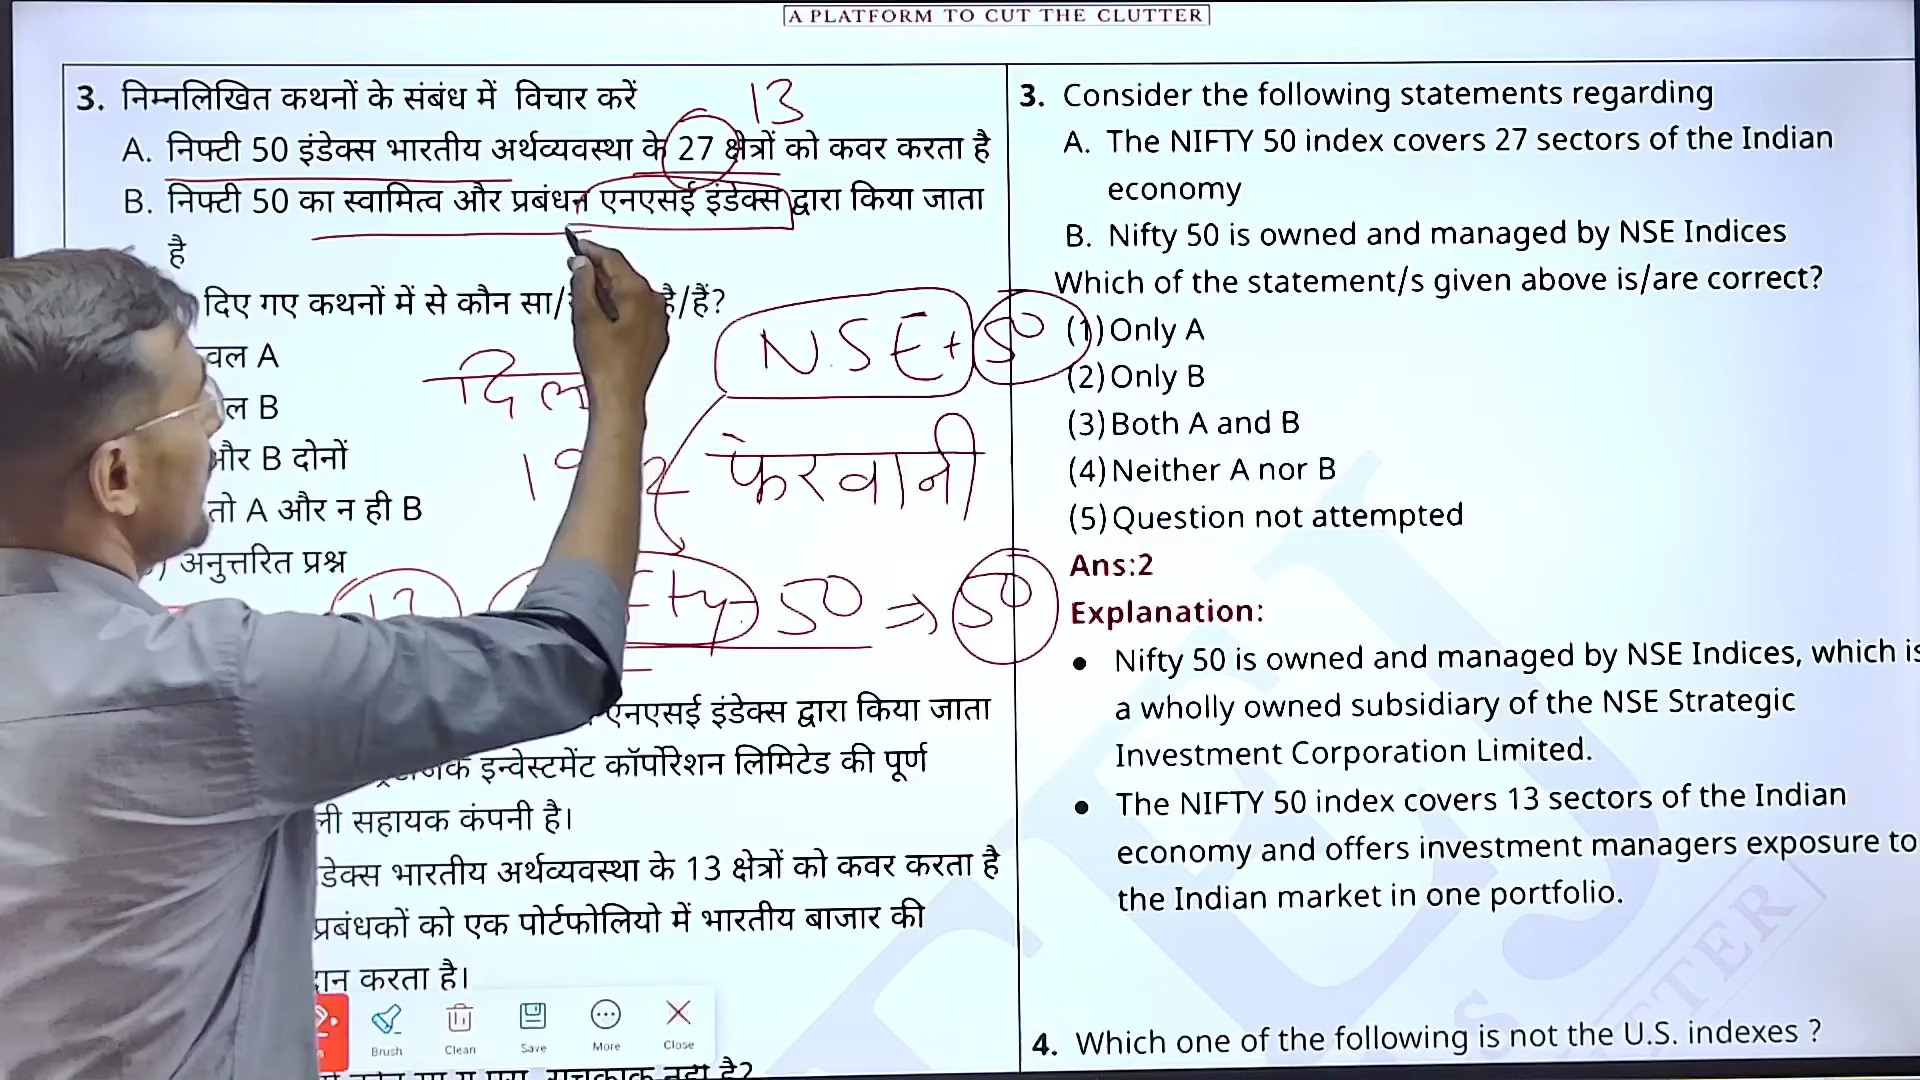 A PLATFORM TO CUT THE CLUTTER
3. निम्नलिखित कथनों के संबंध में विचार करें
13
A. निफ्टी 50 इंडेक्स भारतीय अर्थव्यवस्था के 27 क्षेत्रों को कवर करता है
B. निफ्टी 50 का स्वामित्व और प्रबंधन एनएसई इंडेक्स द्वारा किया जाता
है
दिए गए कथनों में से कौन सा/ है/हैं?
A
B
और B दोनों
तो A और न ही B
अनुत्तरित प्रश्न
N.S E + 50
फेरवानी
50 ⇒ 50
एनएसई इंडेक्स द्वारा किया जाता
इन्वेस्टमेंट कॉर्पोरेशन लिमिटेड की पूर्ण
सहायक कंपनी है।
भारतीय अर्थव्यवस्था के 13 क्षेत्रों को कवर करता है
प्रबंधकों को एक पोर्टफोलियो में भारतीय बाजार की
करता है।
Brush Clean Save More Close
3. Consider the following statements regarding
A. The NIFTY 50 index covers 27 sectors of the Indian
economy
B. Nifty 50 is owned and managed by NSE Indices
Which of the statement/s given above is/are correct?
(1) Only A
(2) Only B
(3) Both A and B
(4) Neither A nor B
(5) Question not attempted
Ans:2
Explanation:
● Nifty 50 is owned and managed by NSE Indices, which is
a wholly owned subsidiary of the NSE Strategic
Investment Corporation Limited.
● The NIFTY 50 index covers 13 sectors of the Indian
economy and offers investment managers exposure to
the Indian market in one portfolio.
4. Which one of the following is not the U.S. indexes ?